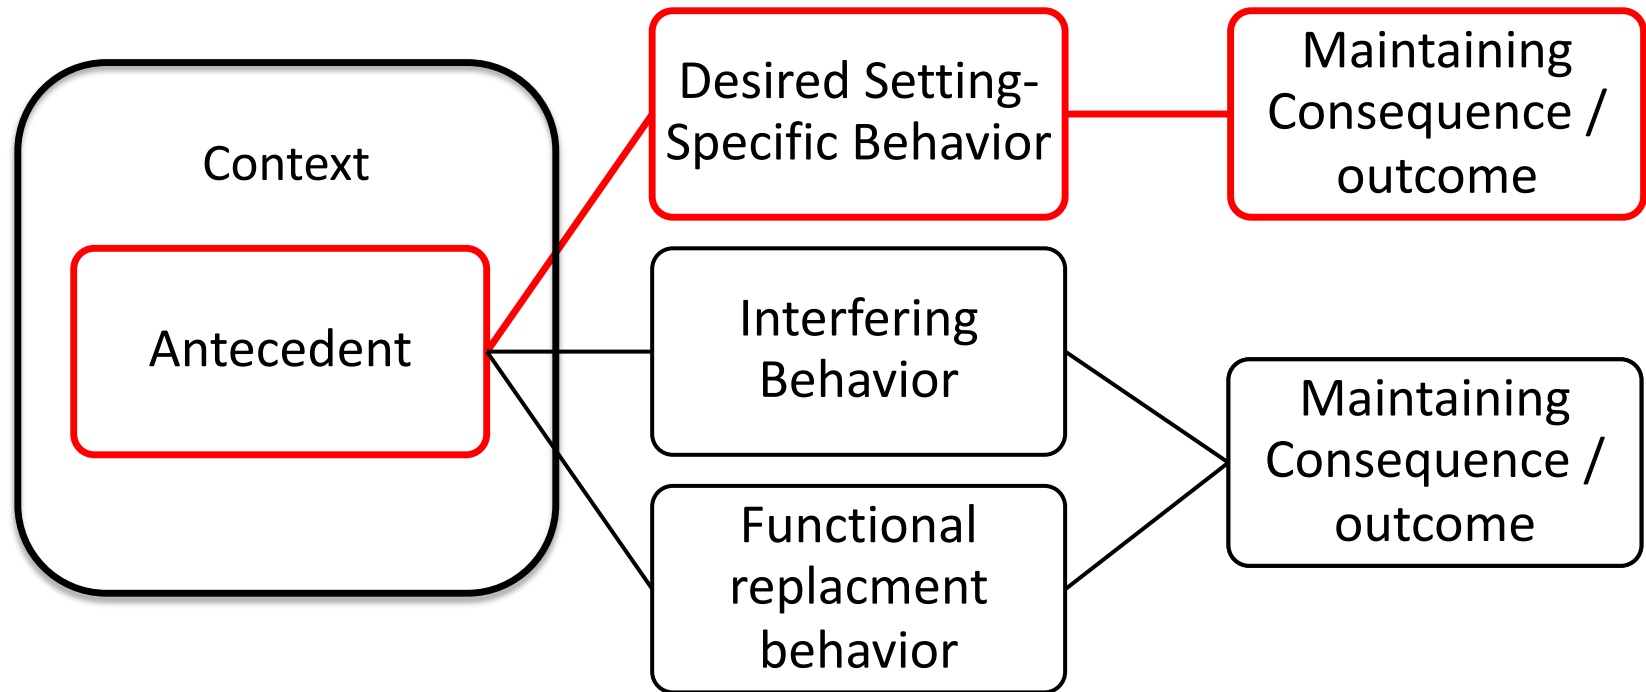 Context
Antecedent
Desired Setting-
Specific Behavior
Maintaining
Consequence /
outcome
Interfering
Behavior
Functional
replacment
behavior
Maintaining
Consequence /
outcome